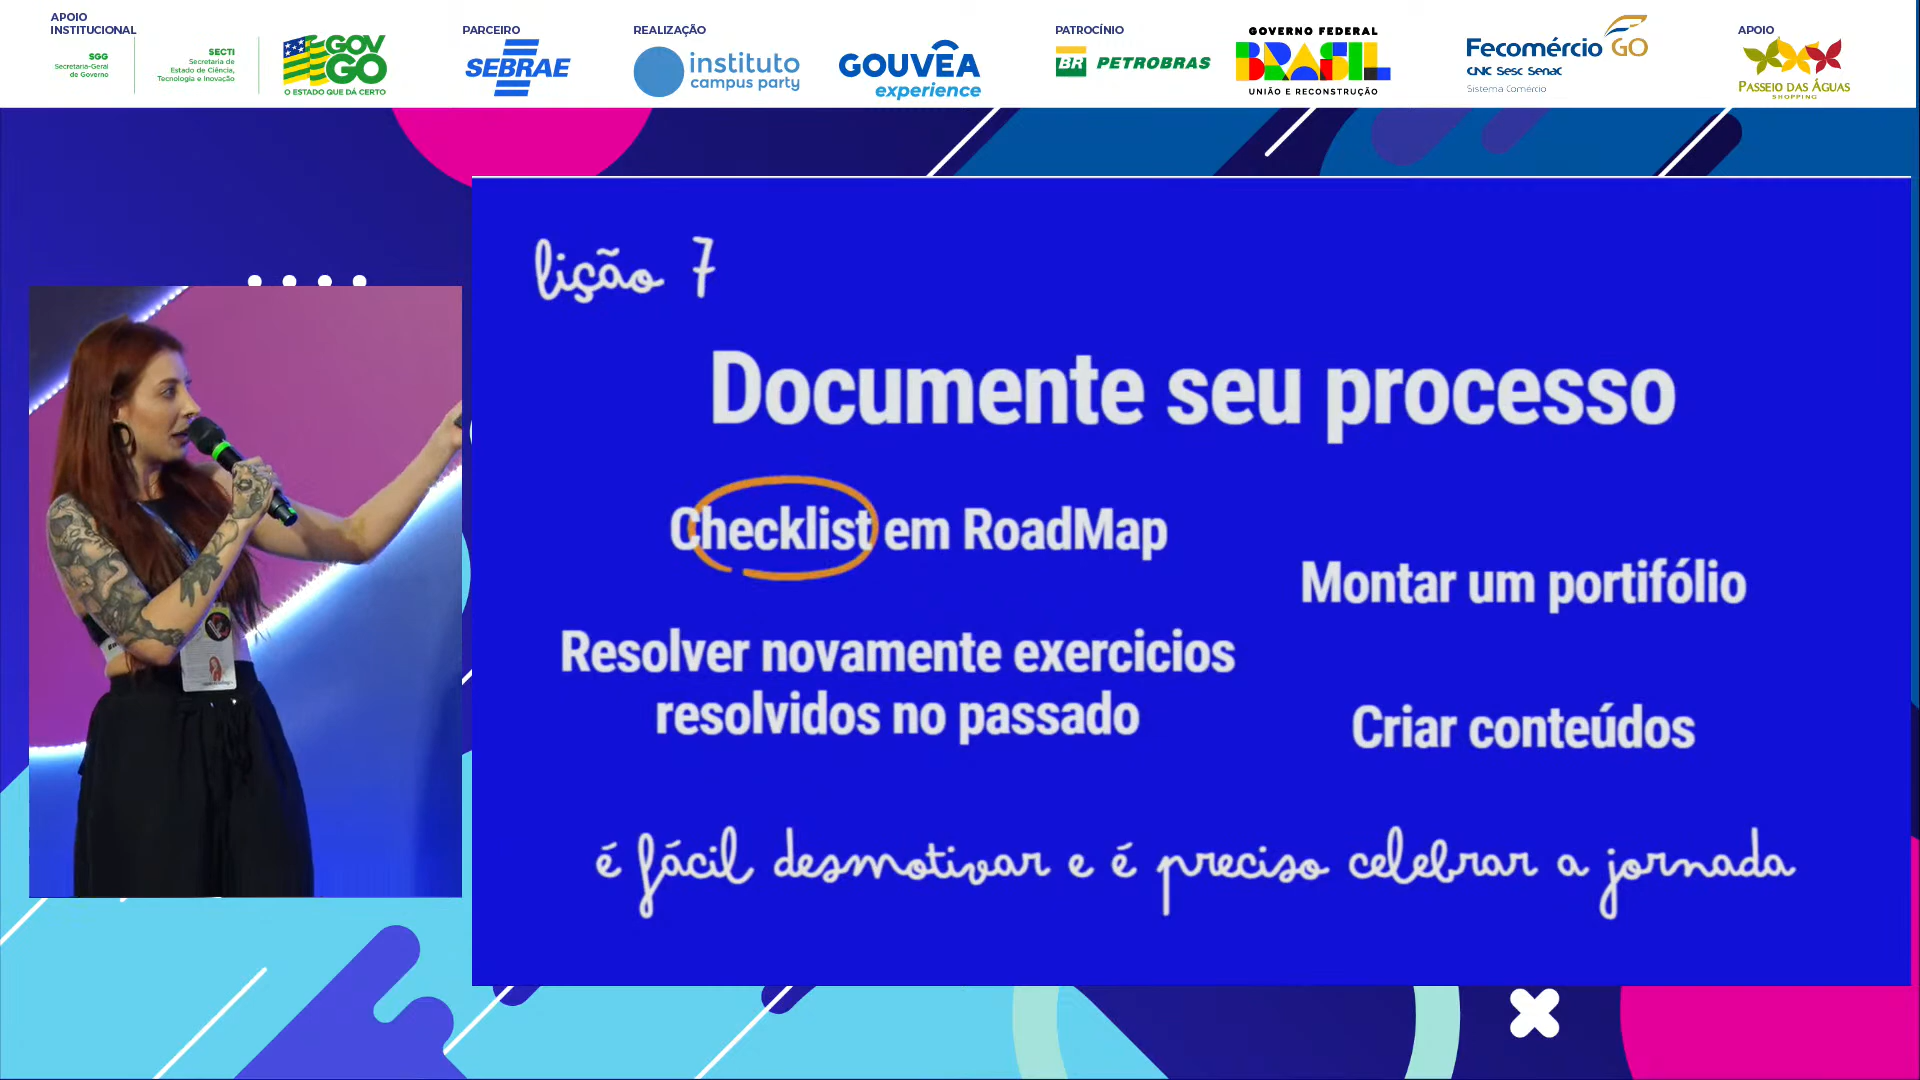 APOIO
INSTITUCIONAL
SGG
Secretaria-Geral
de Governo
SECTI
Secretaria de
Estado de Ciência,
Tecnologia e Inovação
GOV
GO
O ESTADO QUE DÁ CERTO
PARCEIRO
SEBRAE
REALIZAÇÃO
instituto
campus party
GOUVÊA
experience
PATROCÍNIO
BR PETROBRAS
GOVERNO FEDERAL
BRASIL
UNIÃO E RECONSTRUÇÃO
Fecomércio GO
CNC Sesc Senac
Sistema Comércio
APOIO
PASSEIO DAS ÁGUAS
SHOPPING
lição 7
Documente seu processo
Checklist em RoadMap
Montar um portifólio
Resolver novamente exercicios
resolvidos no passado
Criar conteúdos
é fácil desmotivar e é preciso celebrar a jornada